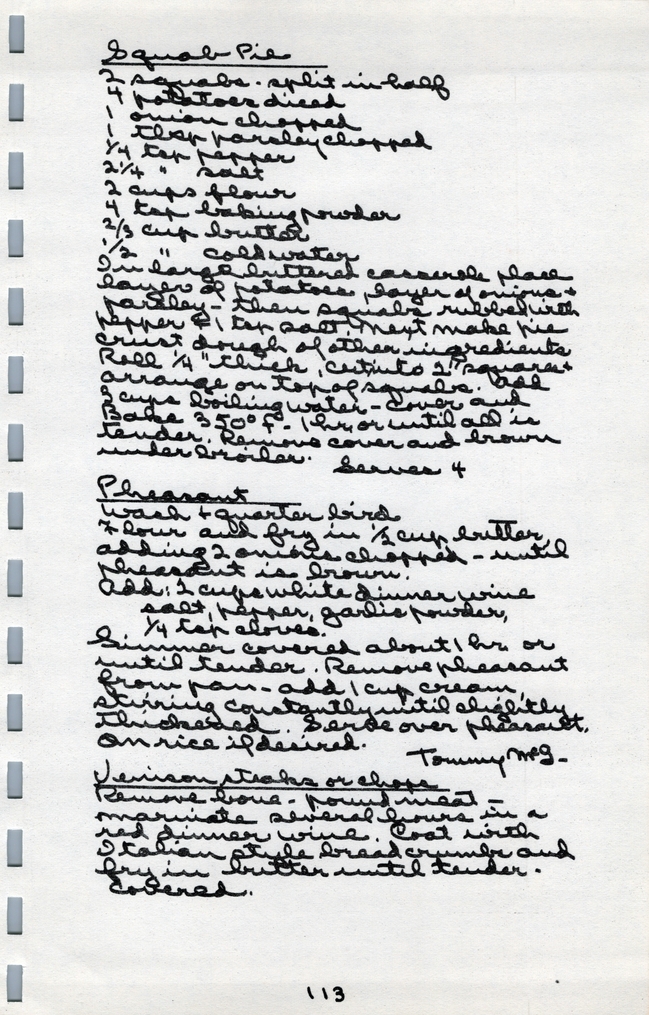 Squab Pie
2 squabs - split in half
4 potatoes diced
1 onion chopped
1 tbsp parsley chopped
1/4 tsp pepper
2 1/4 " salt
2 cups flour
4 tsp baking powder
2/3 cup butter
1/2 " cold water
In large buttered casserole place
layer of potatoes, layer of onions +
parsley - then squabs rubbed with
pepper & 1 tsp salt. Next make pie
crust dough of other ingredients
Roll 1/4" thick, cut into 2" squares +
arrange on top of squabs. Add
3 cups boiling water - cover and
Bake 350° F. - 1 hr, or until all is
tender. Remove cover and brown
under broiler. Serves 4
Pheasant
Wash + quarter bird
Flour and fry in 1/2 cup butter,
adding 2 onions chopped - until
pheasant is brown.
Add: 2 cups white dinner wine
salt, pepper, garlic powder,
1/4 tsp cloves.
Simmer covered about 1 hr. or
until tender. Remove pheasant
from pan - add 1 cup cream,
stirring constantly until slightly
thickened. Serve over pheasant.
On rice if desired.
Tommy McG-
Venison steaks or chops
Remove bone - pound meat -
marinate several hours in a
red dinner wine. Coat with
Italian style bread crumbs and
fry in butter until tender.
Covered.
113